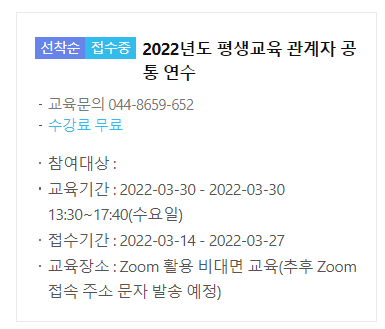 선착순 접수중 2022년도 평생교육 관계자 공
통 연수
- 교육문의 044-8659-652
- 수강료 무료
· 참여대상 :
· 교육기간 : 2022-03-30 - 2022-03-30
13:30~17:40(수요일)
· 접수기간 : 2022-03-14 - 2022-03-27
· 교육장소 : Zoom 활용 비대면 교육(추후 Zoom
접속 주소 문자 발송 예정)